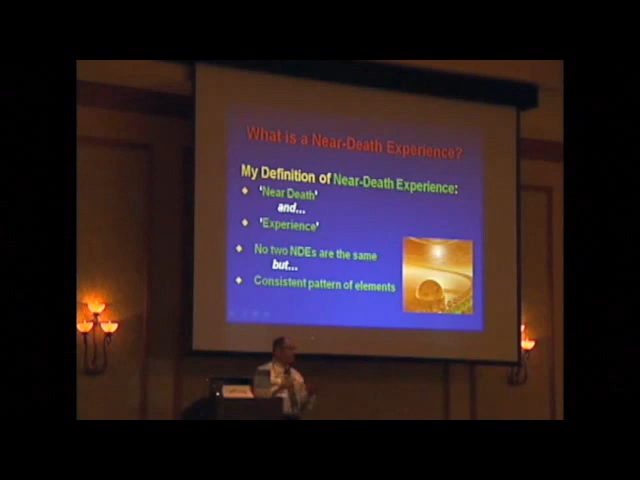 What is a Near-Death Experience?
My Definition of Near-Death Experience:
'Near Death'
and...
'Experience'
No two NDEs are the same
but...
Consistent pattern of elements